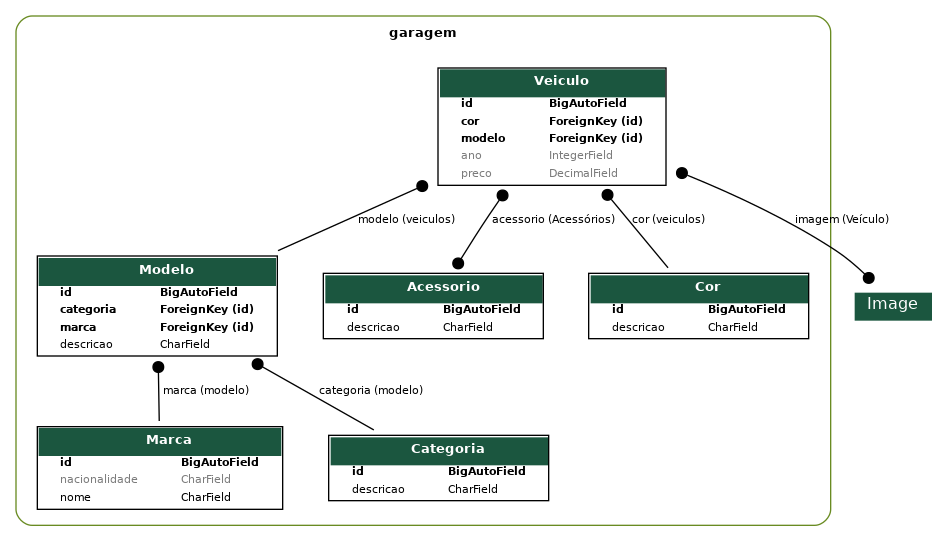 garagem
Veiculo
id BigAutoField
cor ForeignKey (id)
modelo ForeignKey (id)
ano IntegerField
preco DecimalField
modelo (veiculos)
acessorio (Acessórios)
cor (veiculos)
imagem (Veículo)
Modelo
id BigAutoField
categoria ForeignKey (id)
marca ForeignKey (id)
descricao CharField
Acessorio
id BigAutoField
descricao CharField
Cor
id BigAutoField
descricao CharField
Image
marca (modelo)
categoria (modelo)
Marca
id BigAutoField
nacionalidade CharField
nome CharField
Categoria
id BigAutoField
descricao CharField